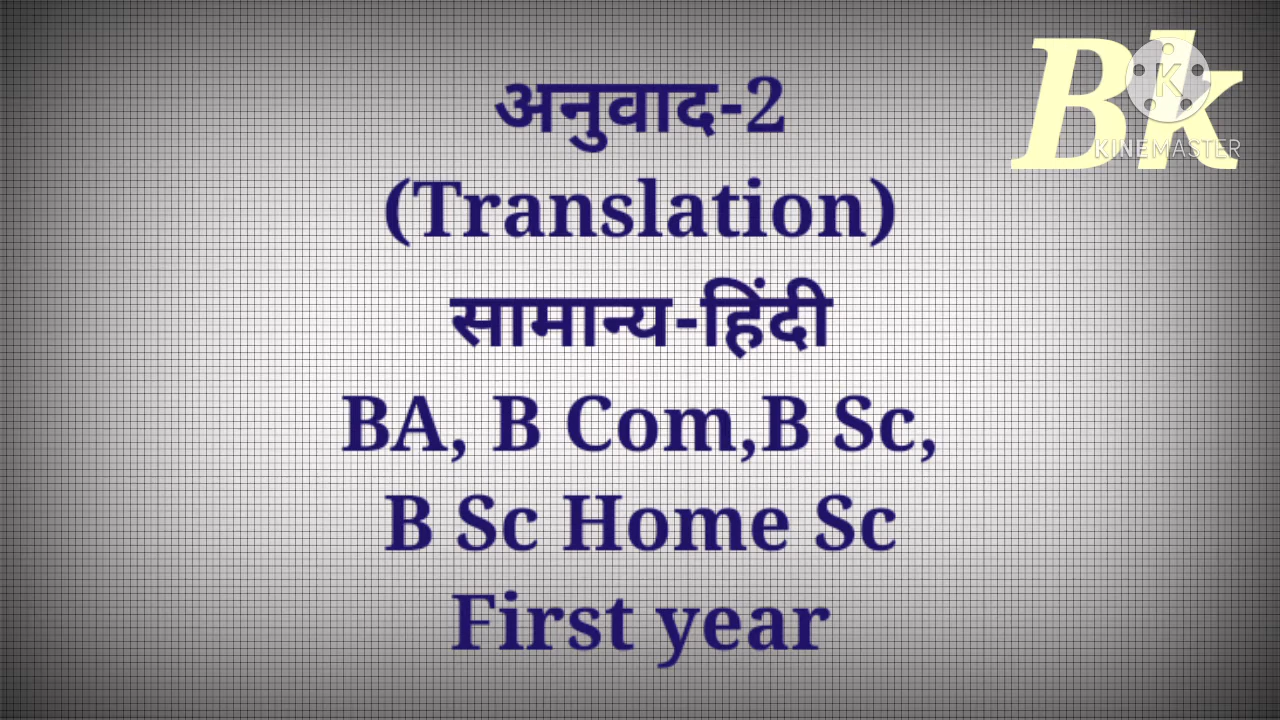 अनुवाद-2
(Translation)
सामान्य-हिंदी
BA, B Com,B Sc,
B Sc Home Sc
First year
Bk
K
KINEMASTER